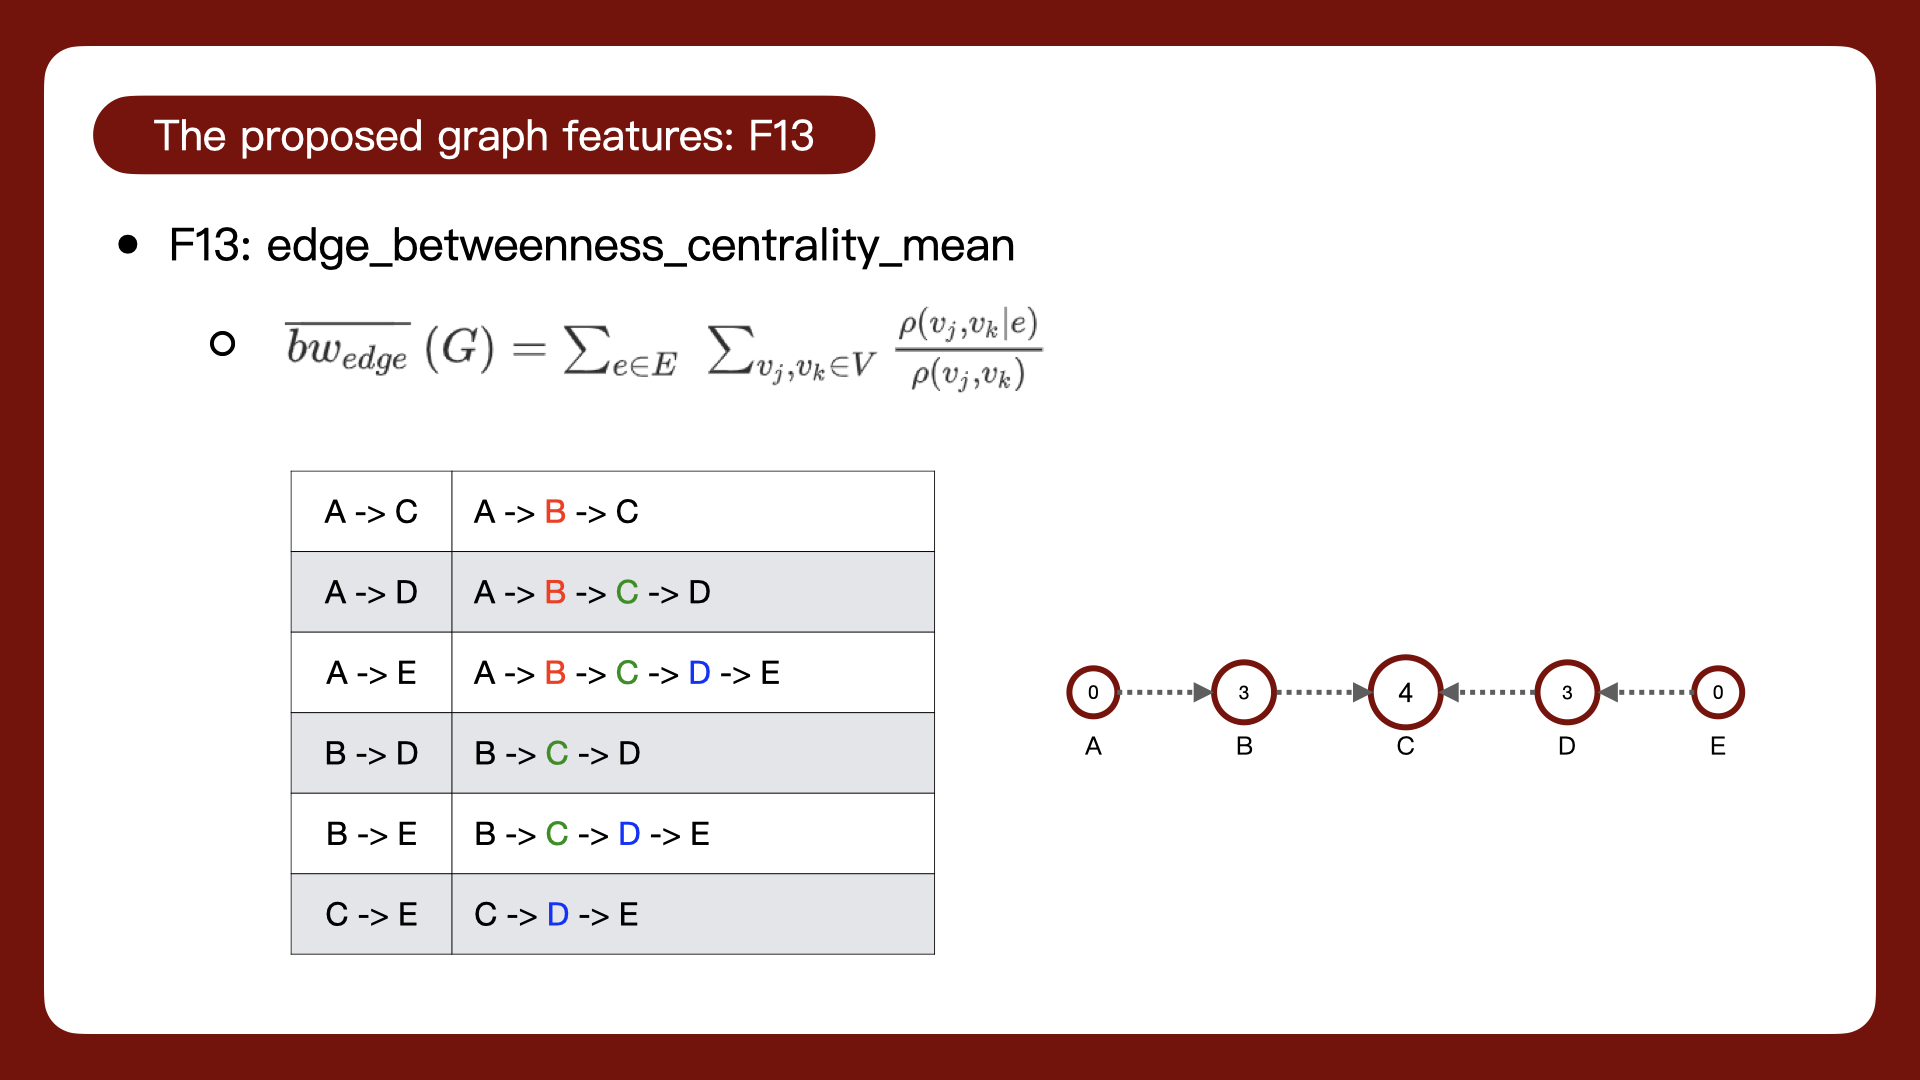 The proposed graph features: F13
● F13: edge_betweenness_centrality_mean
○ $\overline{bw_{edge}}\,(G) = \sum_{e \in E} \sum_{v_j,v_k \in V} \frac{\rho(v_j,v_k|e)}{\rho(v_j,v_k)}$
A -> C A -> B -> C
A -> D A -> B -> C -> D
A -> E A -> B -> C -> D -> E
B -> D B -> C -> D
B -> E B -> C -> D -> E
C -> E C -> D -> E
0 3 4 3 0
A B C D E